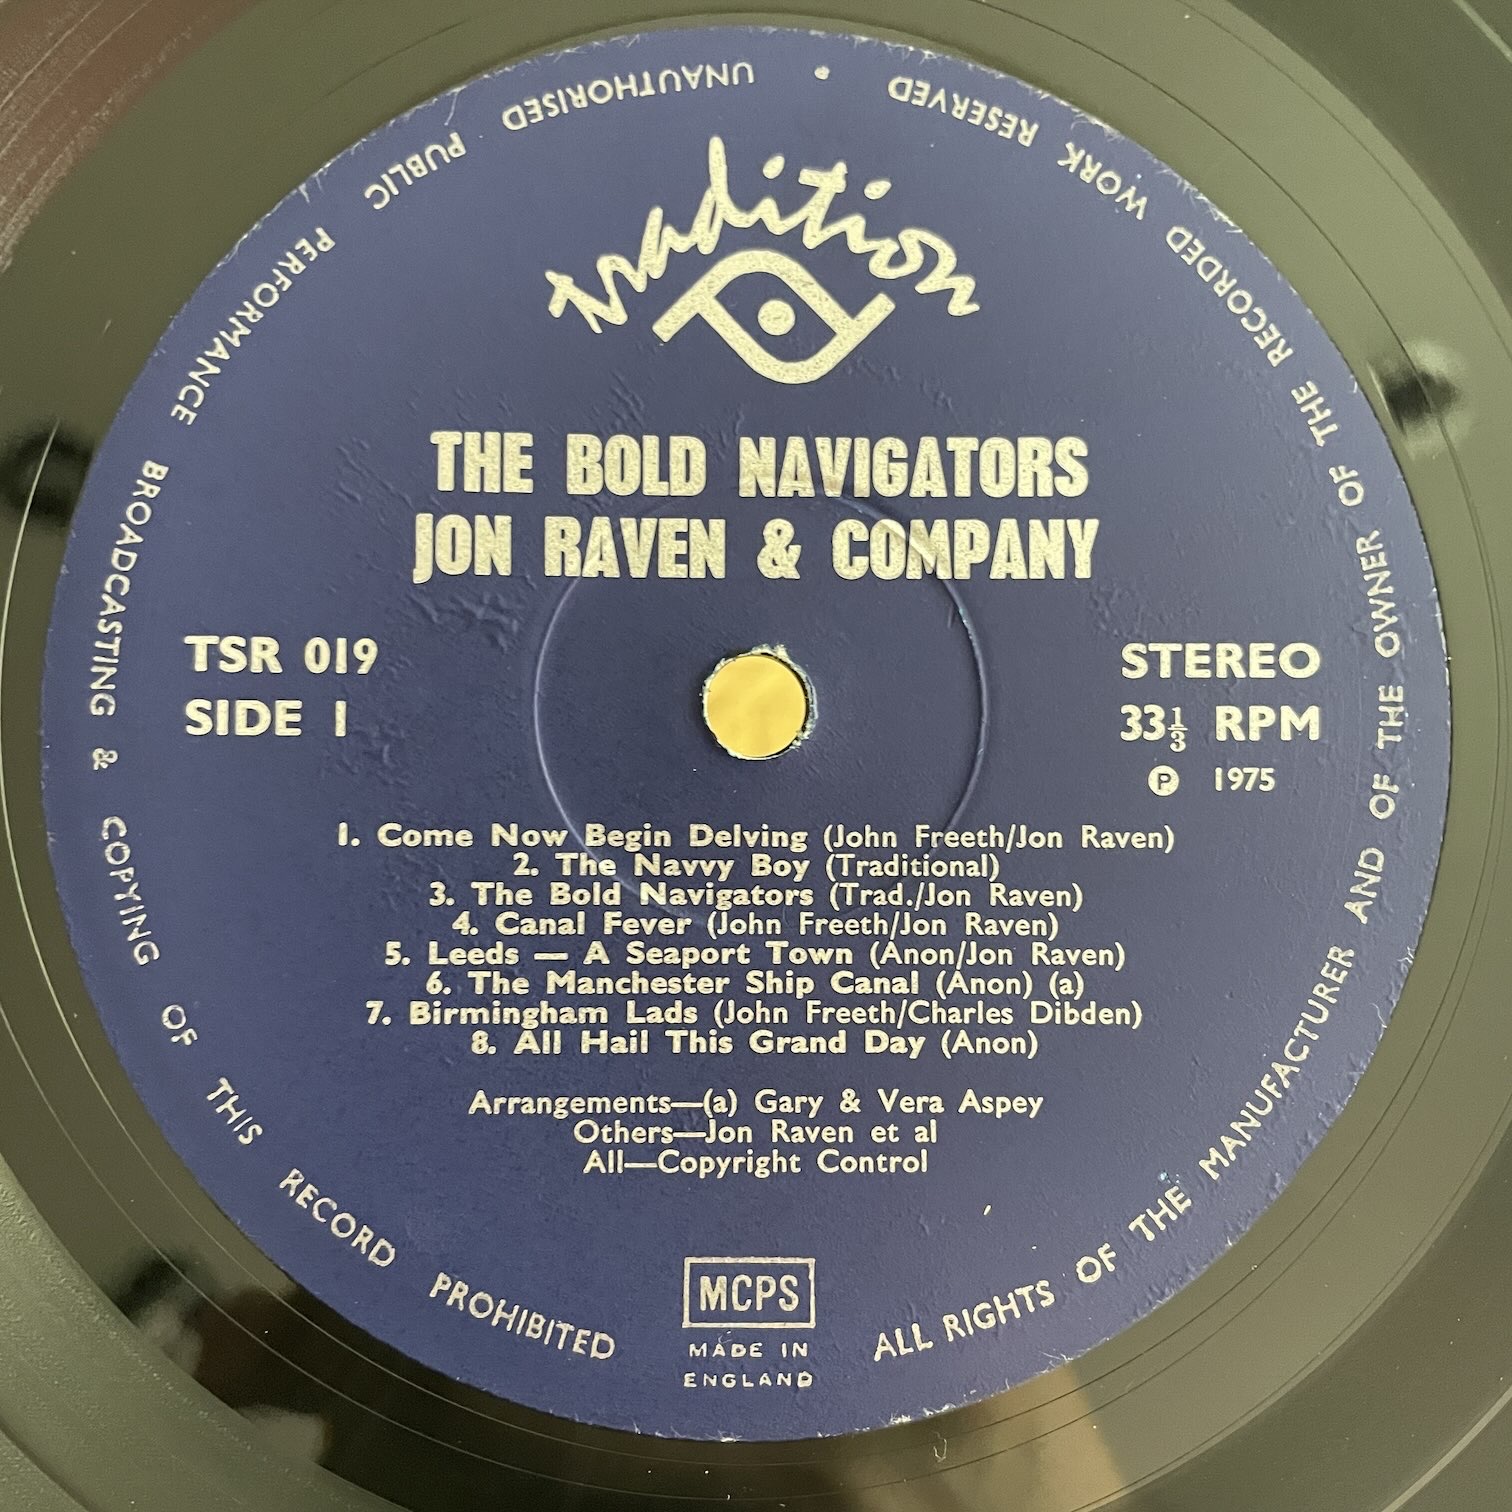 tradition
THE BOLD NAVIGATORS
JON RAVEN & COMPANY
TSR 019
SIDE 1
STEREO
33⅓ RPM
Ⓟ 1975
1. Come Now Begin Delving (John Freeth/Jon Raven)
2. The Navvy Boy (Traditional)
3. The Bold Navigators (Trad./Jon Raven)
4. Canal Fever (John Freeth/Jon Raven)
5. Leeds — A Seaport Town (Anon/Jon Raven)
6. The Manchester Ship Canal (Anon) (a)
7. Birmingham Lads (John Freeth/Charles Dibden)
8. All Hail This Grand Day (Anon)
Arrangements—(a) Gary & Vera Aspey
Others—Jon Raven et al
All—Copyright Control
MCPS
MADE IN
ENGLAND
ALL RIGHTS OF THE MANUFACTURER AND OF THE OWNER OF THE RECORDED WORK RESERVED • UNAUTHORISED PUBLIC PERFORMANCE BROADCASTING & COPYING OF THIS RECORD PROHIBITED